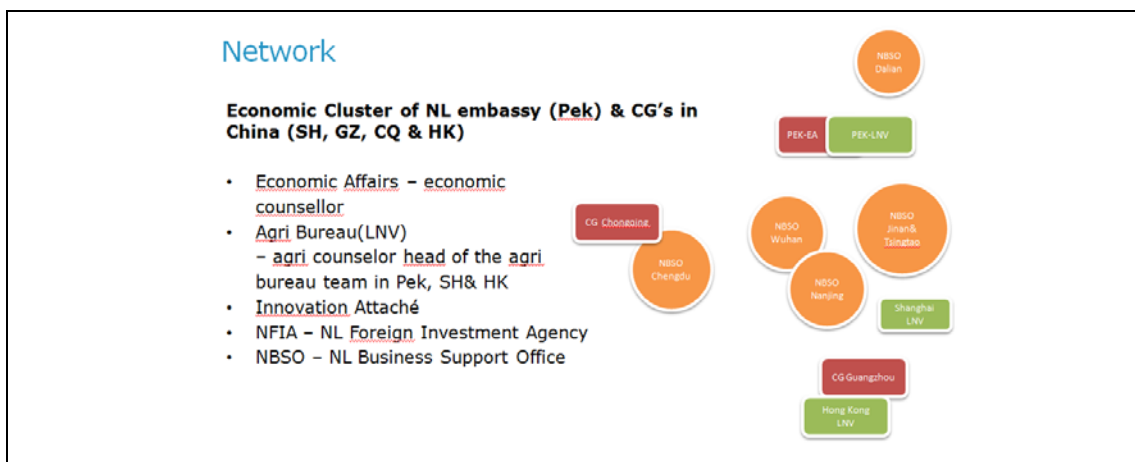 Network
Economic Cluster of NL embassy (Pek) & CG's in
China (SH, GZ, CQ & HK)
• Economic Affairs – economic
counsellor
• Agri Bureau(LNV)
– agri counselor head of the agri
bureau team in Pek, SH& HK
• Innovation Attaché
• NFIA – NL Foreign Investment Agency
• NBSO – NL Business Support Office
NBSO
Dalian
PEK-EA
PEK-LNV
CG Chongqing
NBSO
Chengdu
NBSO
Wuhan
NBSO
Jinan&
Tsingtao
NBSO
Nanjing
Shanghai
LNV
CG Guangzhou
Hong Kong
LNV